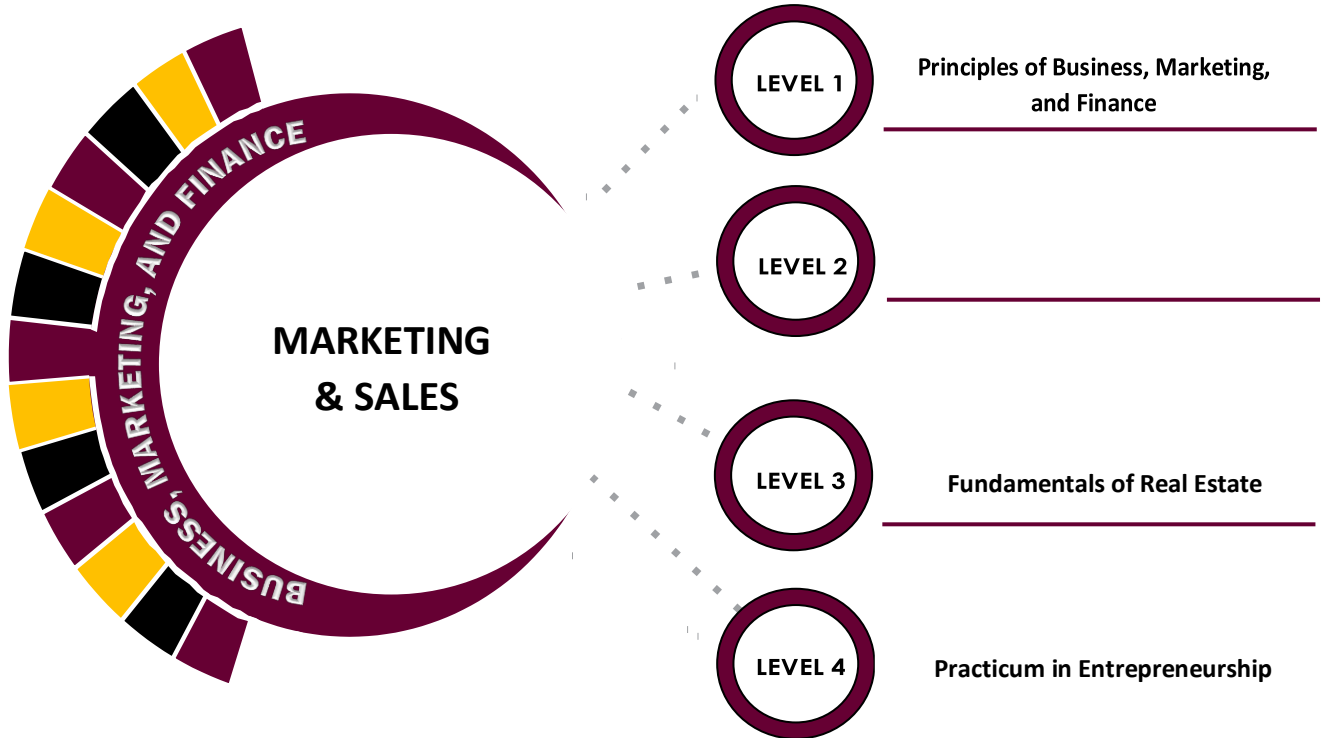 BUSINESS, MARKETING, AND FINANCE
MARKETING
& SALES
LEVEL 1
Principles of Business, Marketing,
and Finance
LEVEL 2
LEVEL 3
Fundamentals of Real Estate
LEVEL 4
Practicum in Entrepreneurship